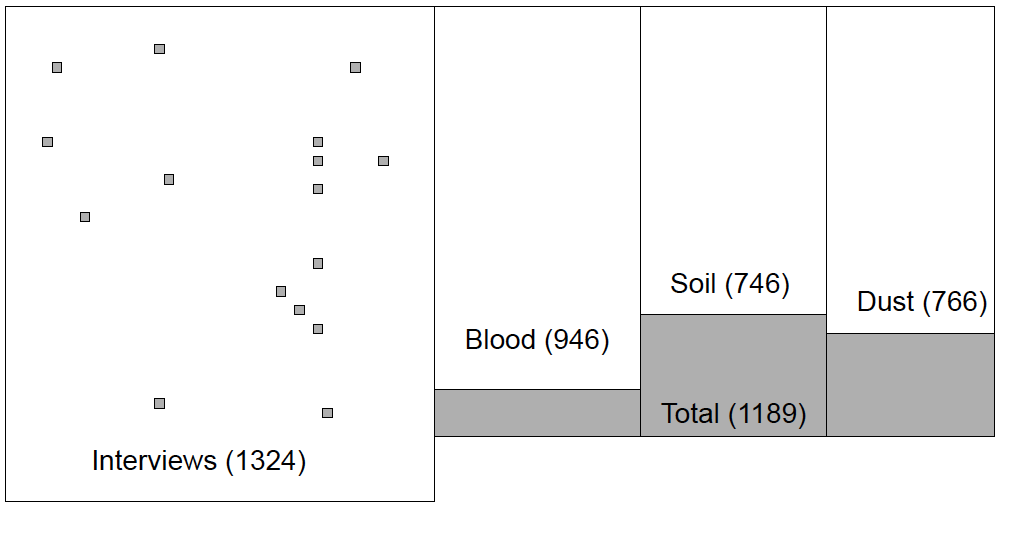 Interviews (1324)
Blood (946)
Soil (746)
Total (1189)
Dust (766)